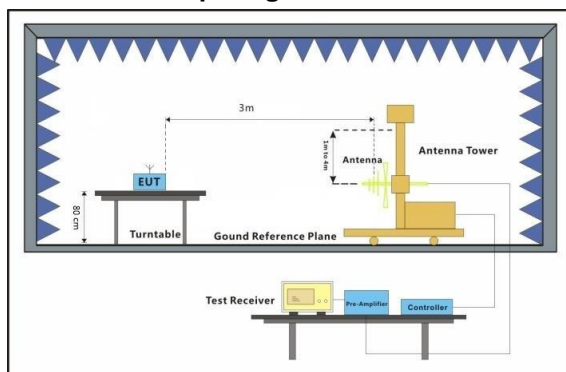 3m
1m to 4m
Antenna
Antenna Tower
EUT
80 cm
Turntable
Gound Reference Plane
Test Receiver
Pre-Amplifier
Controller